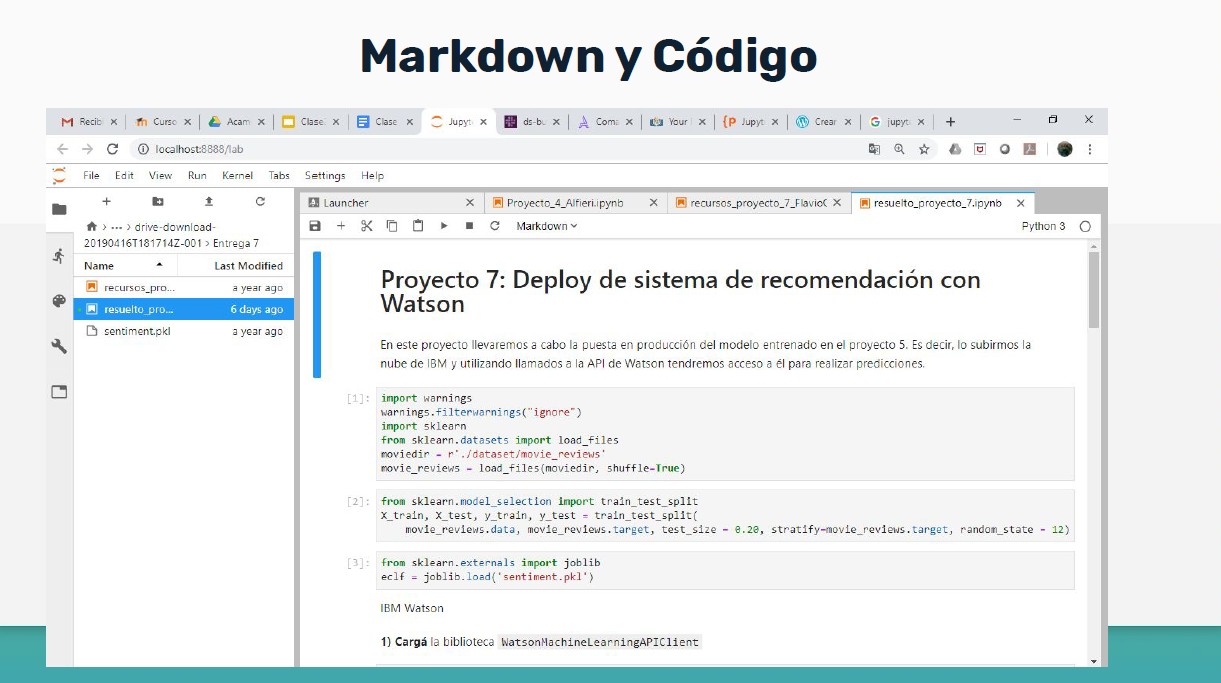 Markdown y Código
Recibi
Curso
Acam
Clase
Clase
Jupyt
ds-bu
Coma
Your
Jupyt
Crear
jupyt
localhost:8888/lab
File Edit View Run Kernel Tabs Settings Help
Launcher
Proyecto_4_Alfieri.ipynb
recursos_proyecto_7_FlavioC
resuelto_proyecto_7.ipynb
Markdown
Python 3
> ··· > drive-download-
20190416T181714Z-001 > Entrega 7
Name Last Modified
recursos_pro... a year ago
resuelto_pro... 6 days ago
sentiment.pkl a year ago
Proyecto 7: Deploy de sistema de recomendación con
Watson
En este proyecto llevaremos a cabo la puesta en producción del modelo entrenado en el proyecto 5. Es decir, lo subirmos la
nube de IBM y utilizando llamados a la API de Watson tendremos acceso a él para realizar predicciones.
[1]: import warnings
warnings.filterwarnings("ignore")
import sklearn
from sklearn.datasets import load_files
moviedir = r'./dataset/movie_reviews'
movie_reviews = load_files(moviedir, shuffle=True)
[2]: from sklearn.model_selection import train_test_split
X_train, X_test, y_train, y_test = train_test_split(
movie_reviews.data, movie_reviews.target, test_size = 0.20, stratify=movie_reviews.target, random_state = 12)
[3]: from sklearn.externals import joblib
eclf = joblib.load('sentiment.pkl')
IBM Watson
1) Cargá la biblioteca WatsonMachineLearningAPIClient